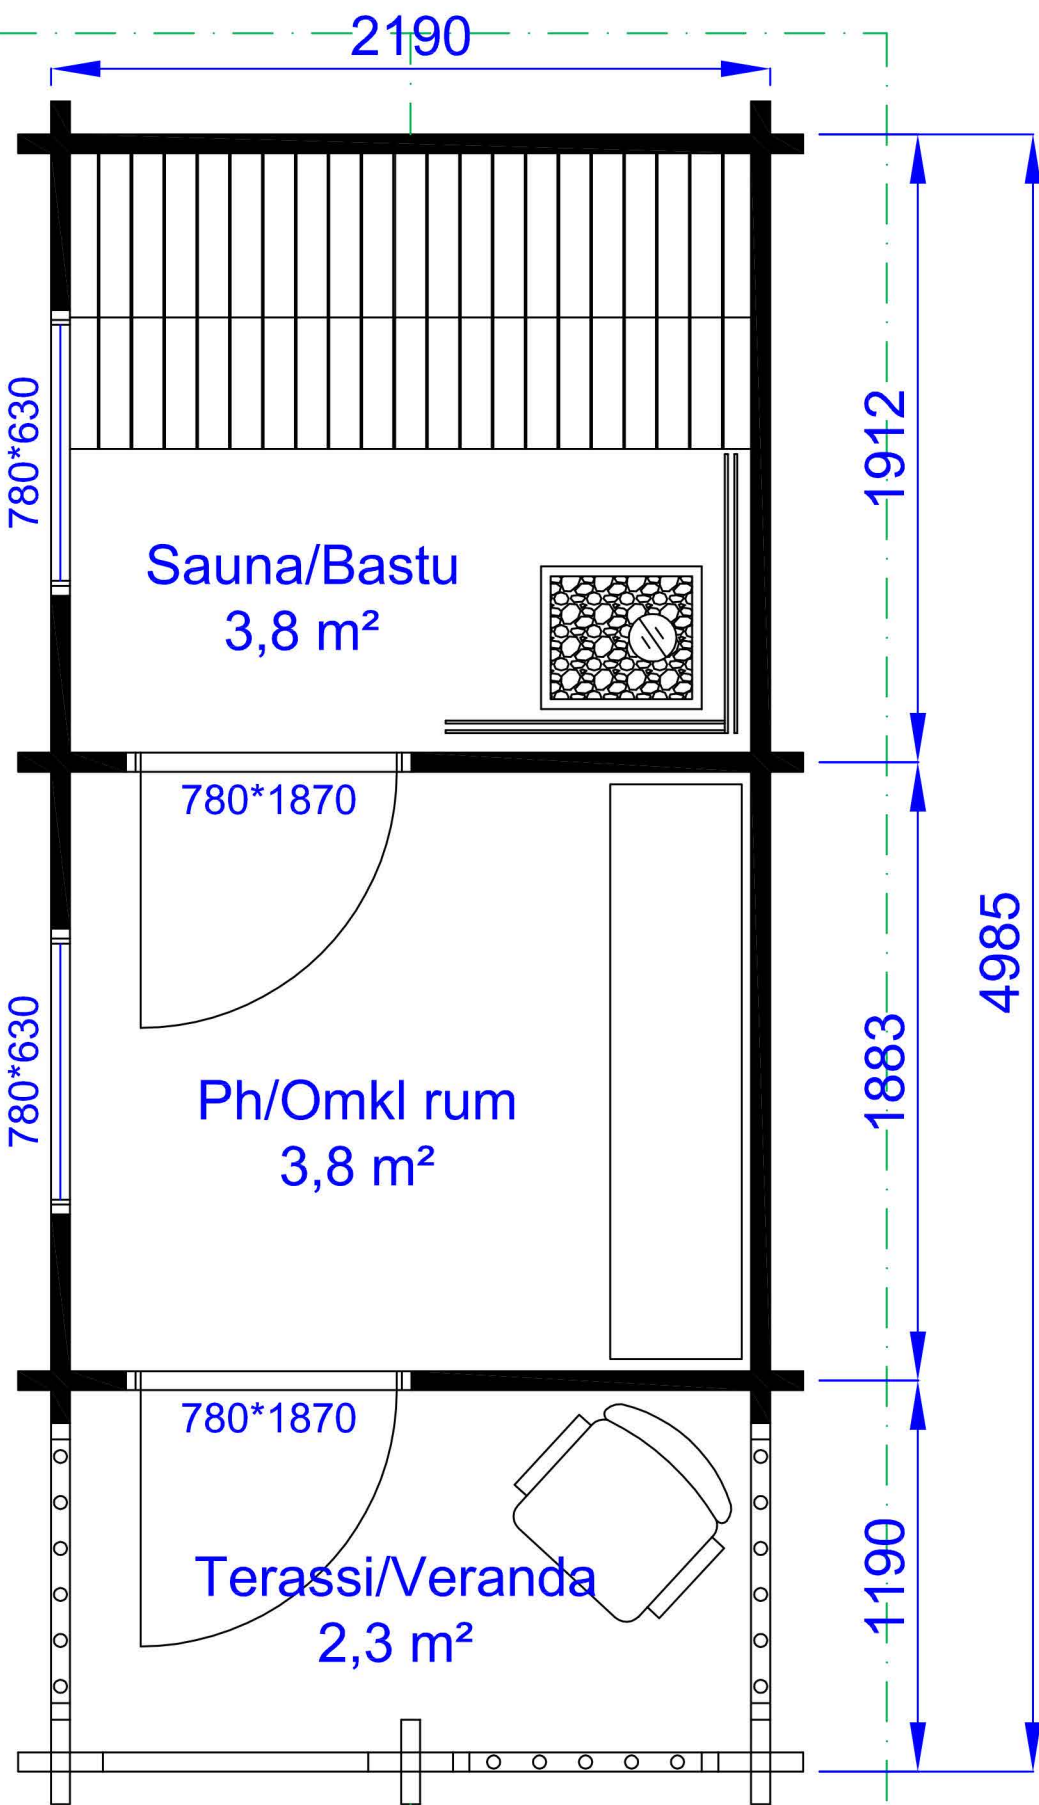 2190
780*630
1912
Sauna/Bastu
3,8 m²
780*1870
4985
780*630
1883
Ph/Omkl rum
3,8 m²
780*1870
1190
Terassi/Veranda
2,3 m²